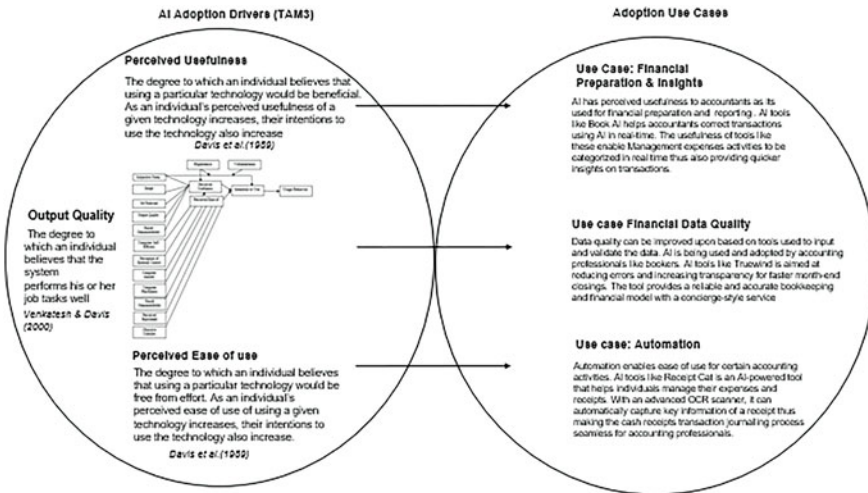 AI Adoption Drivers (TAM3)
Adoption Use Cases
Perceived Usefulness
The degree to which an individual believes that
using a particular technology would be beneficial.
As an individual's perceived usefulness of a
given technology increases, their intentions to
use the technology also increase
Davis et al.(1989)
Output Quality
The degree to
which an individual
believes that the
system
performs his or her
job tasks well
Venkatesh & Davis
(2000)
Perceived Ease of use
The degree to which an individual believes
that using a particular technology would be
free from effort. As an individual's
perceived ease of use of using a given
technology increases, their intentions to
use the technology also increase.
Davis et al.(1989)
Use Case: Financial
Preparation & Insights
AI has perceived usefulness to accountants as its
used for financial preparation and reporting.. AI tools
like Book AI helps accountants correct transactions
using AI in real-time. The usefulness of tools like
these enable Management expenses activities to be
categorized in real time thus also providing quicker
insights on transactions.
Use case Financial Data Quality
Data quality can be improved upon based on tools used to input
and validate the data. AI is being used and adopted by accounting
professionals like bookers. AI tools like Truewind is aimed at
reducing errors and increasing transparency for faster month-end
closings. The tool provides a reliable and accurate bookkeeping
and financial model with a concierge-style service
Use case: Automation
Automation enables ease of use for certain accounting
activities. AI tools like Receipt Cat is an AI-powered tool
that helps individuals manage their expenses and
receipts. With an advanced OCR scanner, it can
automatically capture key information of a receipt thus
making the cash receipts transaction journalling process
seamless for accounting professionals.